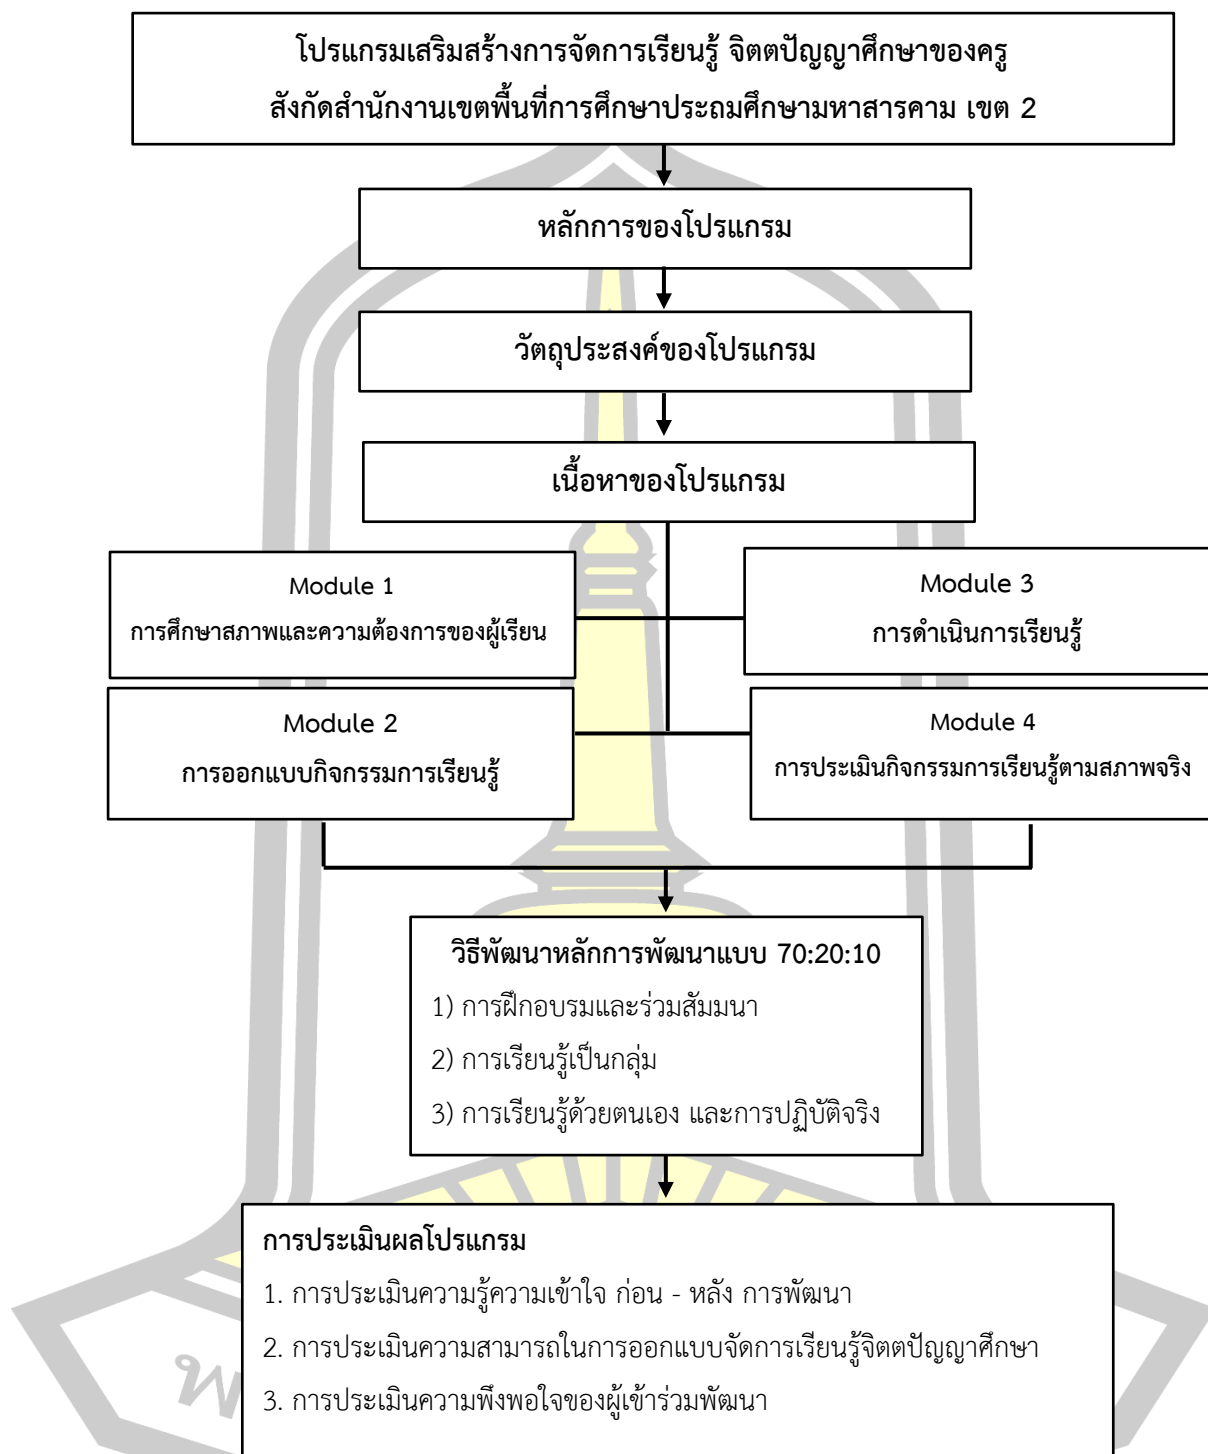 โปรแกรมเสริมสร้างการจัดการเรียนรู้ จิตตปัญญาศึกษาของครู
สังกัดสำนักงานเขตพื้นที่การศึกษาประถมศึกษามหาสารคาม เขต 2
หลักการของโปรแกรม
วัตถุประสงค์ของโปรแกรม
เนื้อหาของโปรแกรม
Module 1
การศึกษาสภาพและความต้องการของผู้เรียน
Module 3
การดำเนินการเรียนรู้
Module 2
การออกแบบกิจกรรมการเรียนรู้
Module 4
การประเมินกิจกรรมการเรียนรู้ตามสภาพจริง
วิธีพัฒนาหลักการพัฒนาแบบ 70:20:10
1) การฝึกอบรมและร่วมสัมมนา
2) การเรียนรู้เป็นกลุ่ม
3) การเรียนรู้ด้วยตนเอง และการปฏิบัติจริง
การประเมินผลโปรแกรม
1. การประเมินความรู้ความเข้าใจ ก่อน - หลัง การพัฒนา
2. การประเมินความสามารถในการออกแบบจัดการเรียนรู้จิตตปัญญาศึกษา
3. การประเมินความพึงพอใจของผู้เข้าร่วมพัฒนา